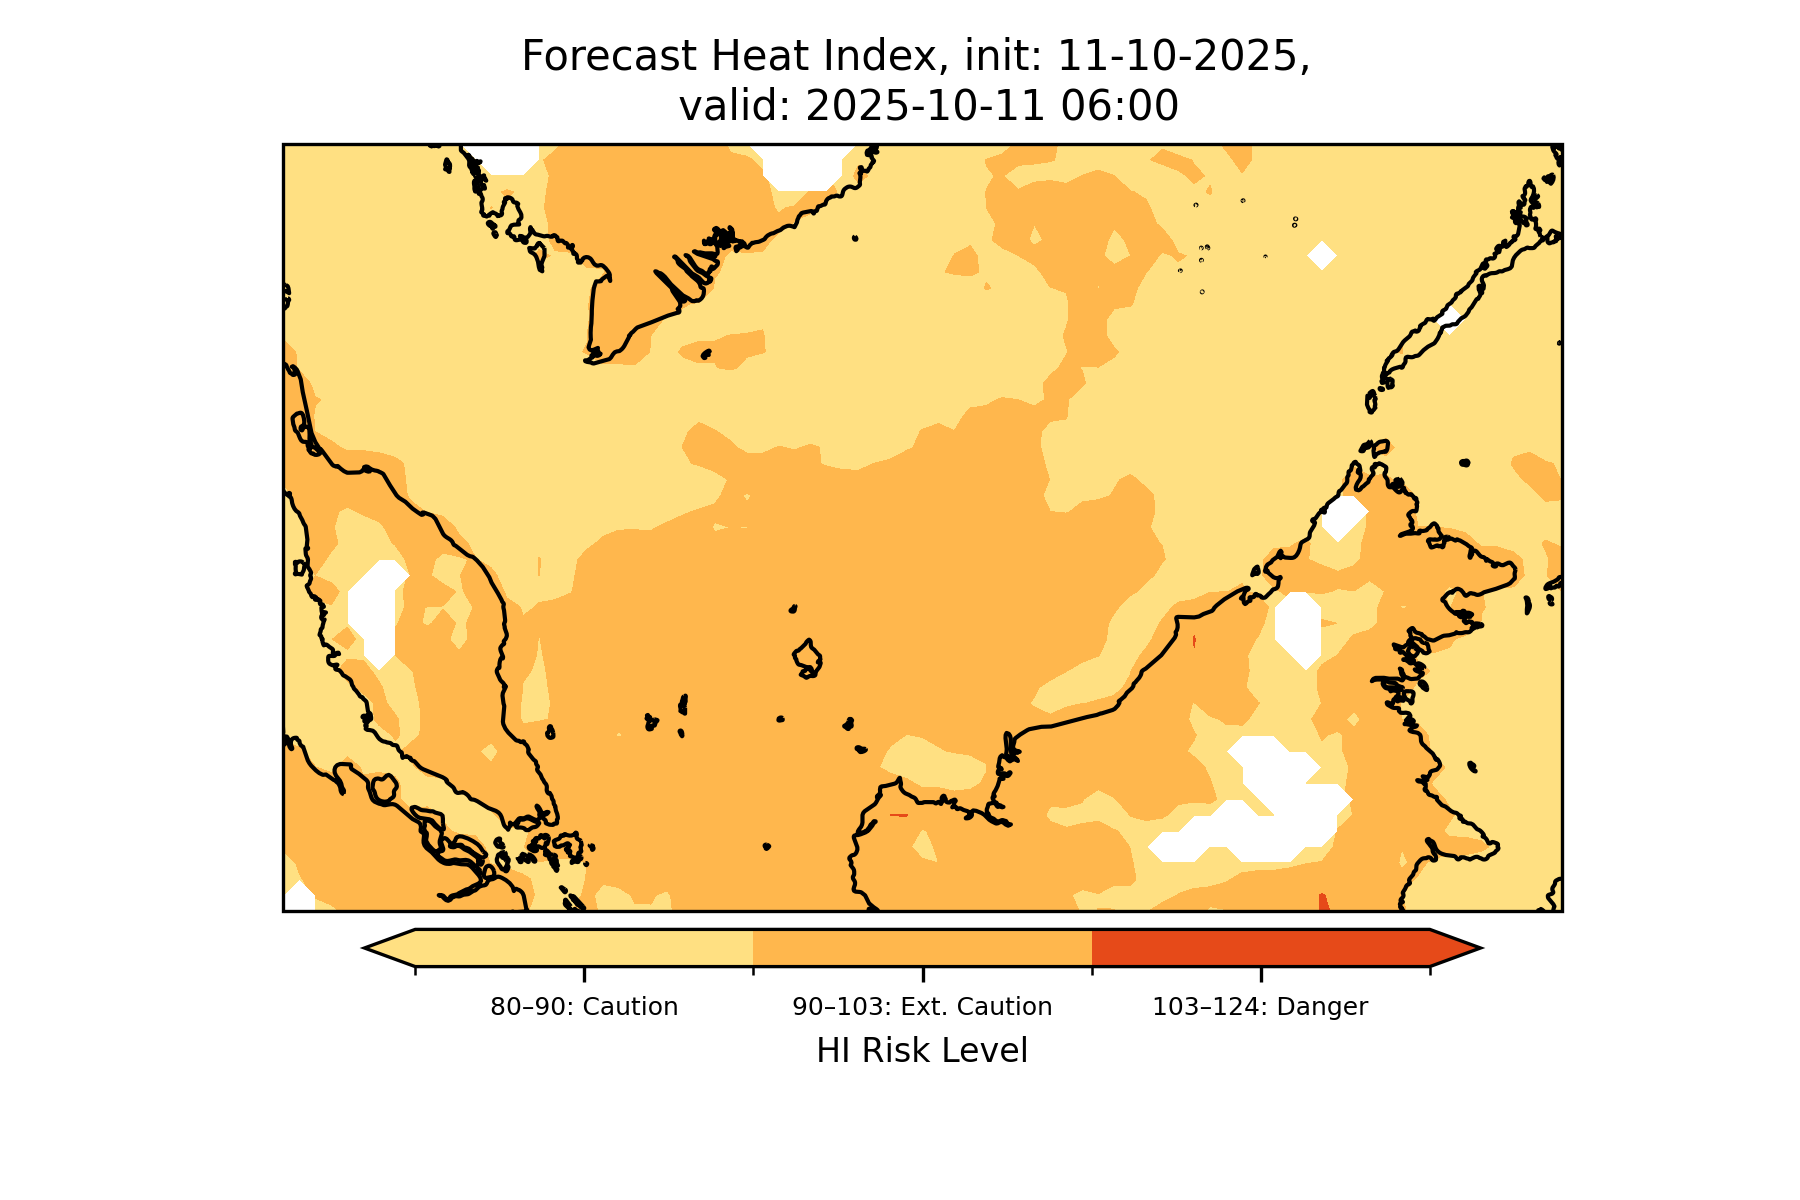 Forecast Heat Index, init: 11-10-2025,
valid: 2025-10-11 06:00
80–90: Caution
90–103: Ext. Caution
103–124: Danger
HI Risk Level